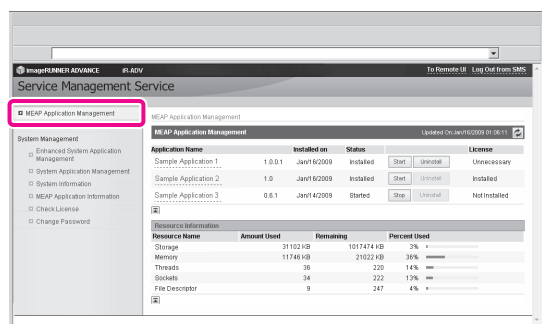 imageRUNNER ADVANCE iR-ADV To Remote UI Log Out from SMS
Service Management Service
MEAP Application Management
System Management
Enhanced System Application Management
System Application Management
System Information
MEAP Application Information
Check License
Change Password
MEAP Application Management
MEAP Application Management Updated On:Jan/16/2009 01:06:11
Application Name Installed on Status License
Sample Application 1 1.0.0.1 Jan/16/2009 Installed Start Uninstall Unnecessary
Sample Application 2 1.0 Jan/16/2009 Installed Start Uninstall Installed
Sample Application 3 0.6.1 Jan/14/2009 Started Stop Uninstall Not Installed
Resource Information
Resource Name Amount Used Remaining Percent Used
Storage 31102 KB 1017474 KB 3%
Memory 11746 KB 21022 KB 36%
Threads 36 220 14%
Sockets 34 222 13%
File Descriptor 9 247 4%